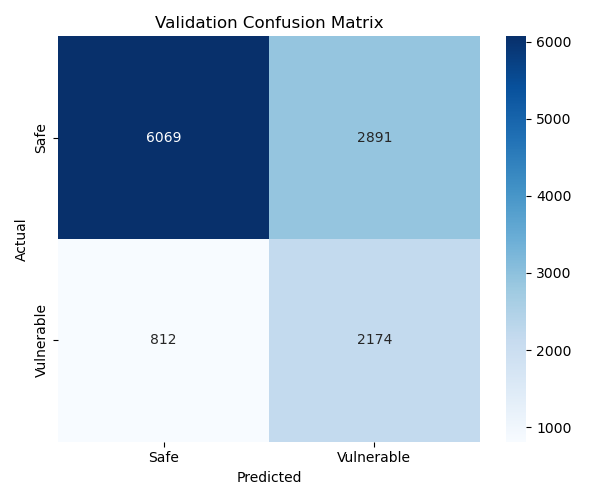 Validation Confusion Matrix
Actual
Safe
6069
2891
Vulnerable
812
2174
Safe
Vulnerable
Predicted
6000
5000
4000
3000
2000
1000